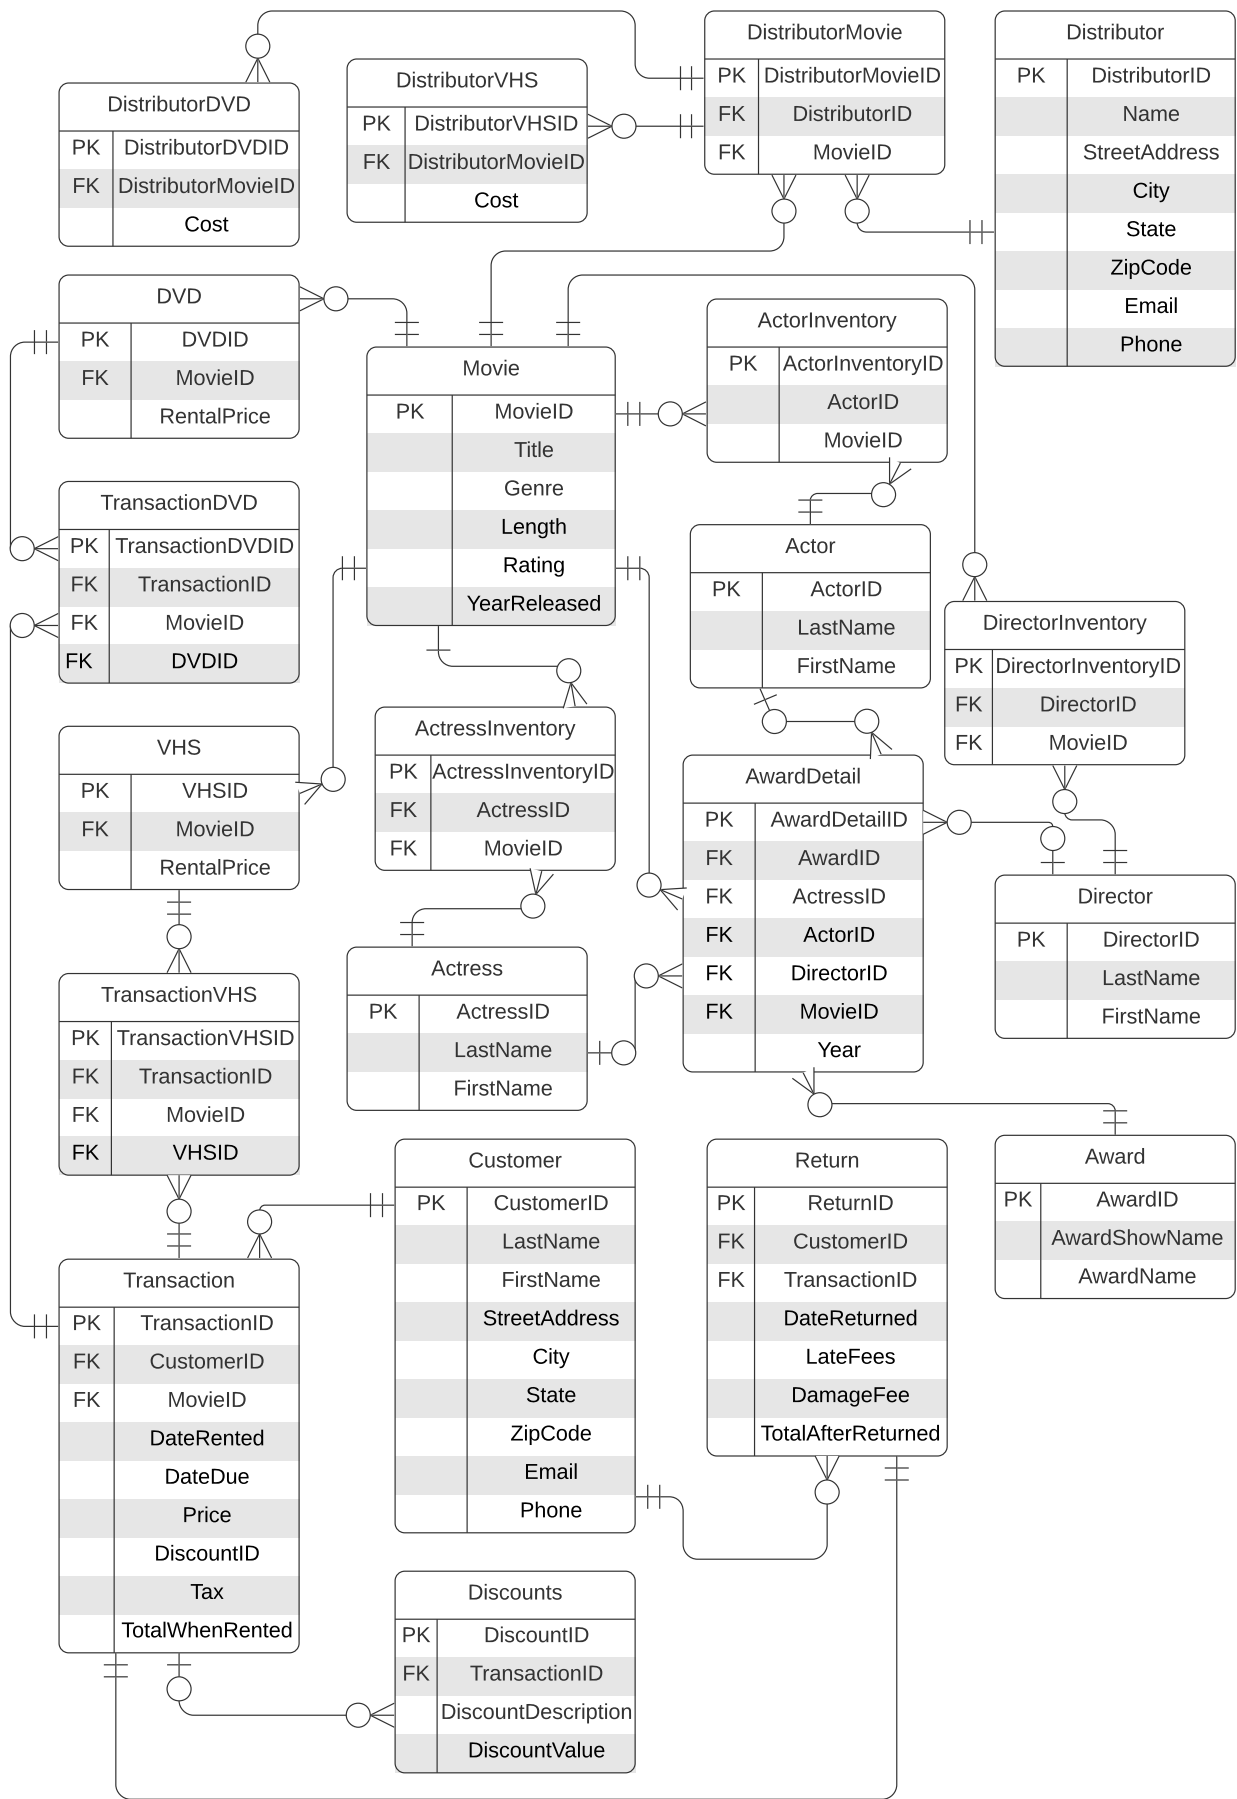 DistributorMovie
PK DistributorMovieID
FK DistributorID
FK MovieID
Distributor
PK DistributorID
Name
StreetAddress
City
State
ZipCode
Email
Phone
DistributorVHS
PK DistributorVHSID
FK DistributorMovieID
Cost
DistributorDVD
PK DistributorDVDID
FK DistributorMovieID
Cost
DVD
PK DVDID
FK MovieID
RentalPrice
Movie
PK MovieID
Title
Genre
Length
Rating
YearReleased
ActorInventory
PK ActorInventoryID
ActorID
MovieID
TransactionDVD
PK TransactionDVDID
FK TransactionID
FK MovieID
FK DVDID
Actor
PK ActorID
LastName
FirstName
DirectorInventory
PK DirectorInventoryID
FK DirectorID
FK MovieID
VHS
PK VHSID
FK MovieID
RentalPrice
ActressInventory
PK ActressInventoryID
FK ActressID
FK MovieID
AwardDetail
PK AwardDetailID
FK AwardID
FK ActressID
FK ActorID
FK DirectorID
FK MovieID
Year
Director
PK DirectorID
LastName
FirstName
Actress
PK ActressID
LastName
FirstName
TransactionVHS
PK TransactionVHSID
FK TransactionID
FK MovieID
FK VHSID
Customer
PK CustomerID
LastName
FirstName
StreetAddress
City
State
ZipCode
Email
Phone
Return
PK ReturnID
FK CustomerID
FK TransactionID
DateReturned
LateFees
DamageFee
TotalAfterReturned
Award
PK AwardID
AwardShowName
AwardName
Transaction
PK TransactionID
FK CustomerID
FK MovieID
DateRented
DateDue
Price
DiscountID
Tax
TotalWhenRented
Discounts
PK DiscountID
FK TransactionID
DiscountDescription
DiscountValue